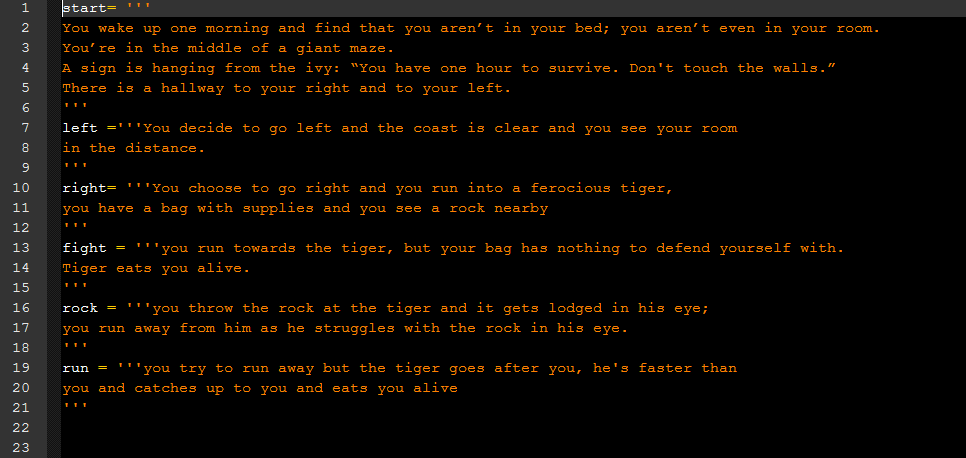 1 start= '''
2 You wake up one morning and find that you aren’t in your bed; you aren’t even in your room.
3 You’re in the middle of a giant maze.
4 A sign is hanging from the ivy: “You have one hour to survive. Don't touch the walls.”
5 There is a hallway to your right and to your left.
6 '''
7 left ='''You decide to go left and the coast is clear and you see your room
8 in the distance.
9 '''
10 right= '''You choose to go right and you run into a ferocious tiger,
11 you have a bag with supplies and you see a rock nearby
12 '''
13 fight = '''you run towards the tiger, but your bag has nothing to defend yourself with.
14 Tiger eats you alive.
15 '''
16 rock = '''you throw the rock at the tiger and it gets lodged in his eye;
17 you run away from him as he struggles with the rock in his eye.
18 '''
19 run = '''you try to run away but the tiger goes after you, he's faster than
20 you and catches up to you and eats you alive
21 '''
22
23